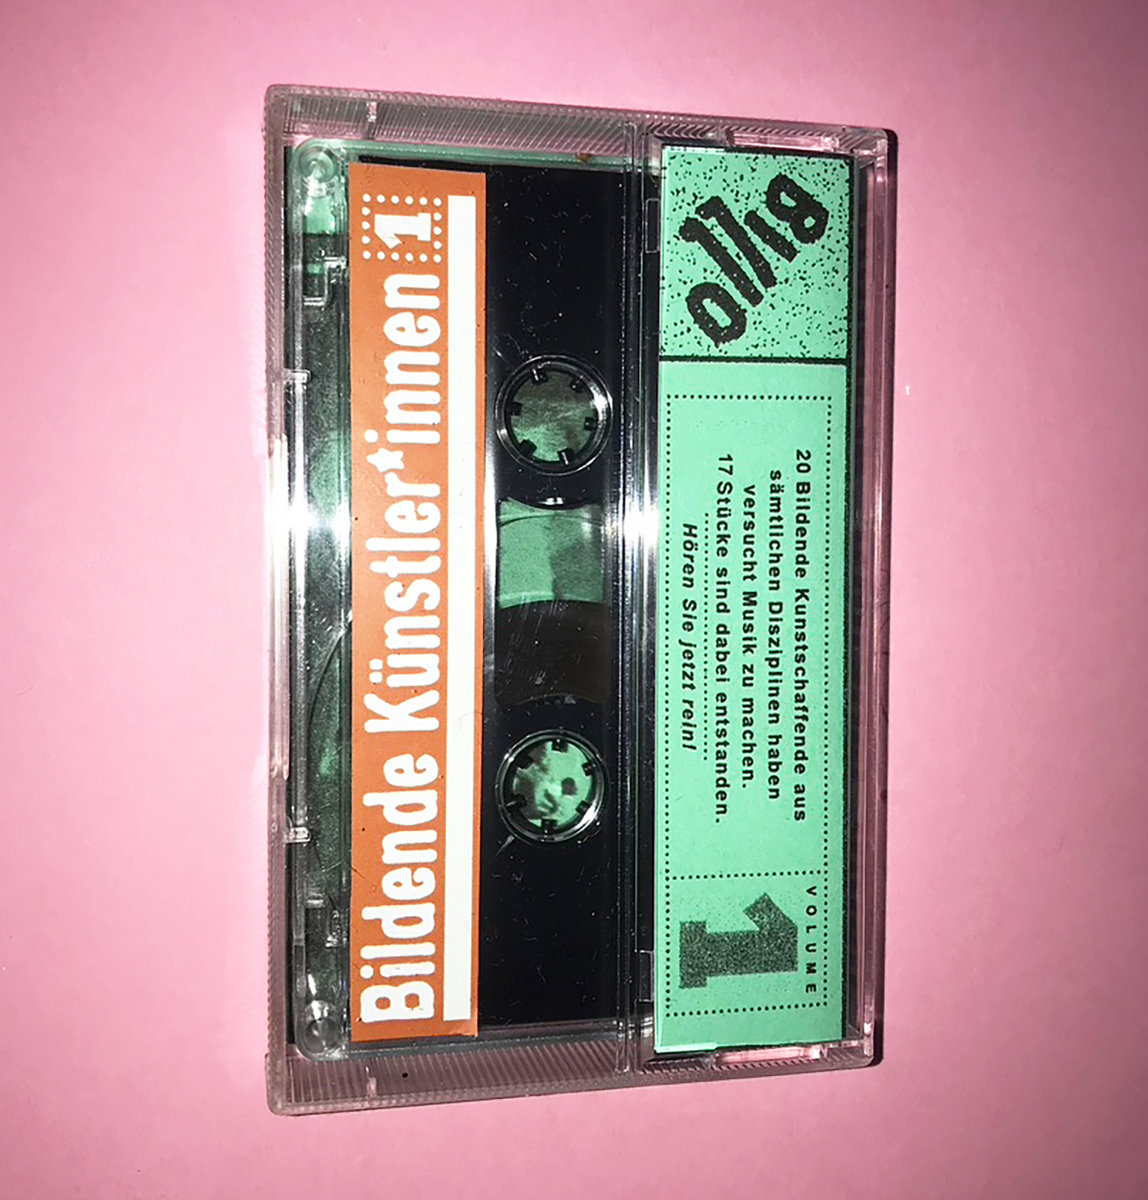 Bildende Künstler*innen 1
Billo
20 Bildende Kunstschaffende aus
sämtlichen Disziplinen haben
versucht Musik zu machen.
17 Stücke sind dabei entstanden.
Hören Sie jetzt rein!
VOLUME
1